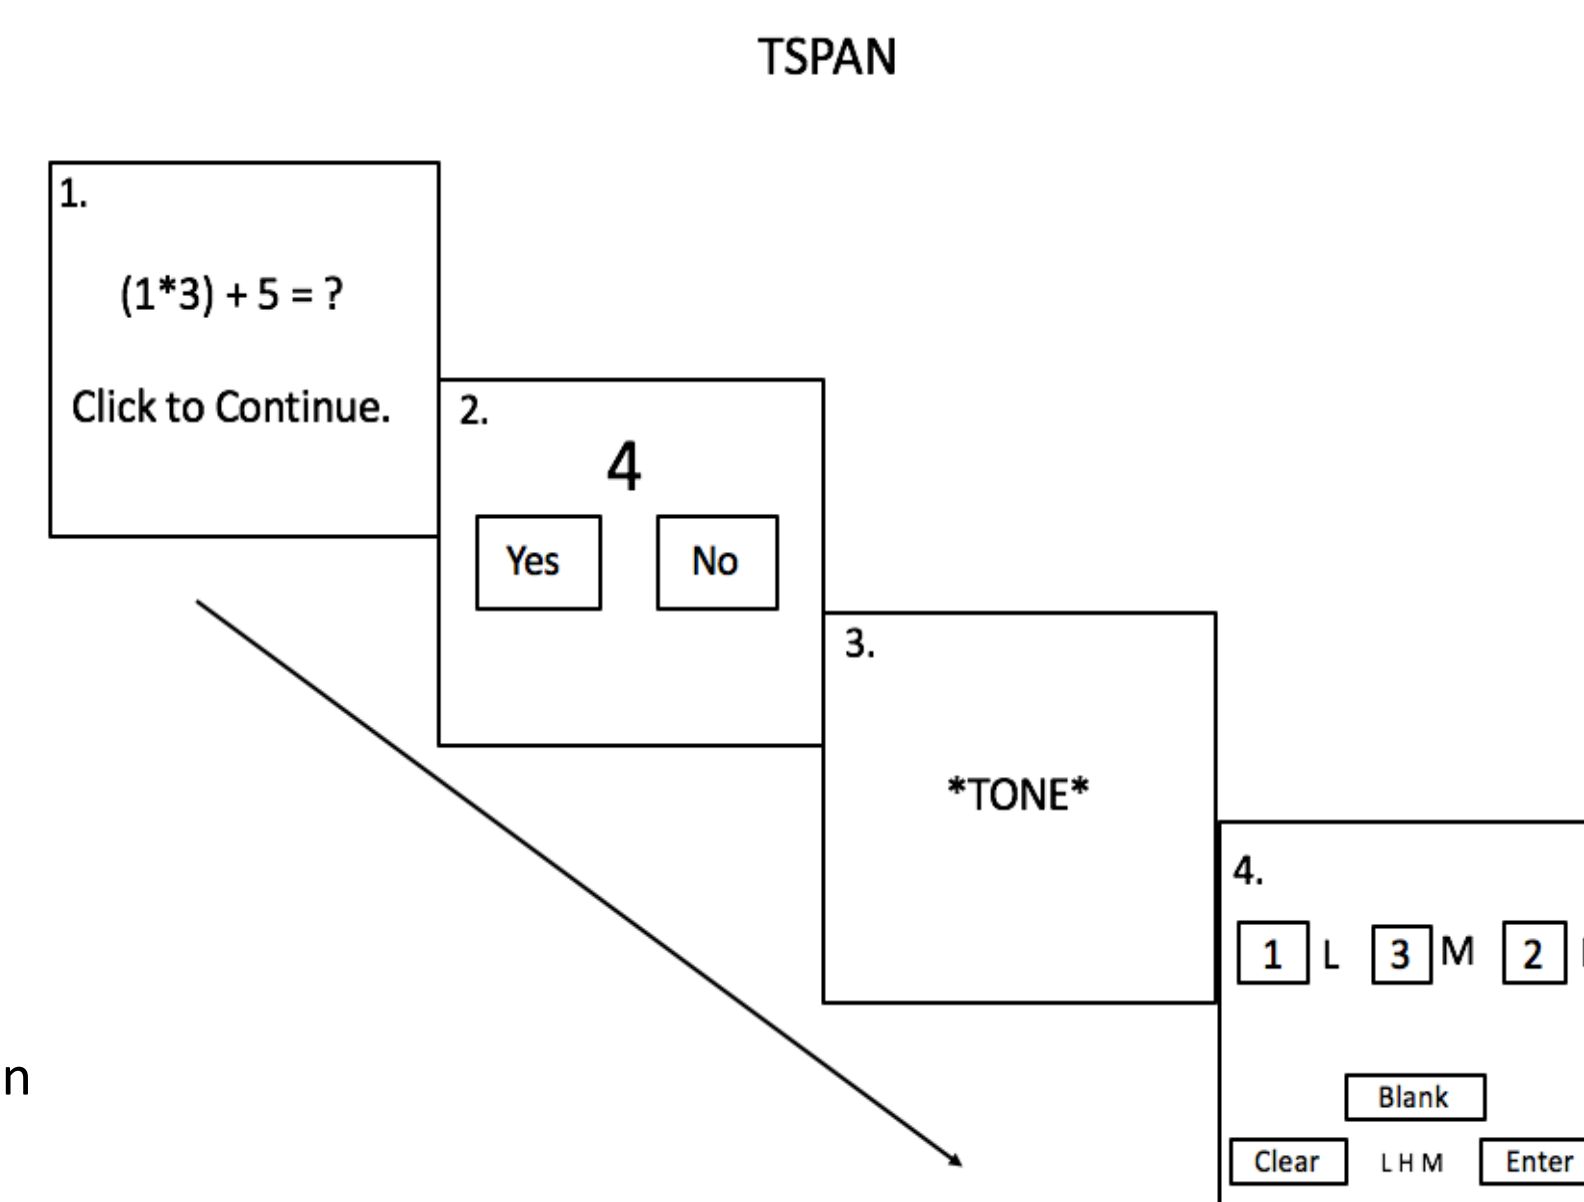 TSPAN
1.
(1*3) + 5 = ?
Click to Continue.
2.
4
Yes No
3.
*TONE*
4.
1 L 3 M 2
Blank
Clear L H M Enter
n